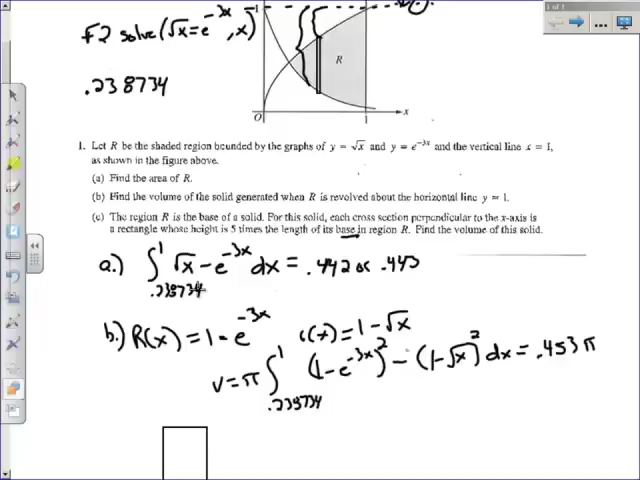 F2 solve(√x = e^-3x, x)
.238734
1
R
O
1
x
1. Let R be the shaded region bounded by the graphs of y = √x and y = e^-3x and the vertical line x = 1,
as shown in the figure above.
(a) Find the area of R.
(b) Find the volume of the solid generated when R is revolved about the horizontal line y = 1.
(c) The region R is the base of a solid. For this solid, each cross section perpendicular to the x-axis is
a rectangle whose height is 5 times the length of its base in region R. Find the volume of this solid.
a.) ∫_.238734^1 √x - e^-3x dx = .442 or .443
b.) R(x) = 1 - e^-3x r(x) = 1 - √x
V = π ∫_.238734^1 (1 - e^-3x)^2 - (1 - √x)^2 dx = .453 π
1 of 1